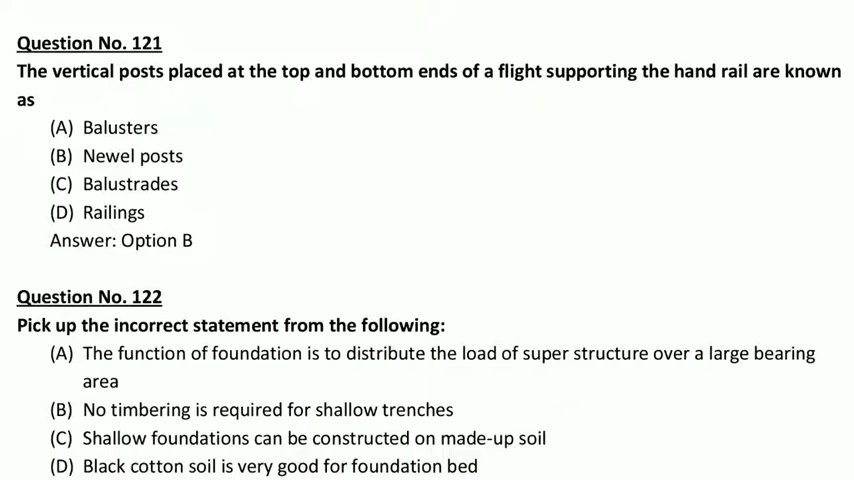 Question No. 121
The vertical posts placed at the top and bottom ends of a flight supporting the hand rail are known
as
(A) Balusters
(B) Newel posts
(C) Balustrades
(D) Railings
Answer: Option B
Question No. 122
Pick up the incorrect statement from the following:
(A) The function of foundation is to distribute the load of super structure over a large bearing
area
(B) No timbering is required for shallow trenches
(C) Shallow foundations can be constructed on made-up soil
(D) Black cotton soil is very good for foundation bed